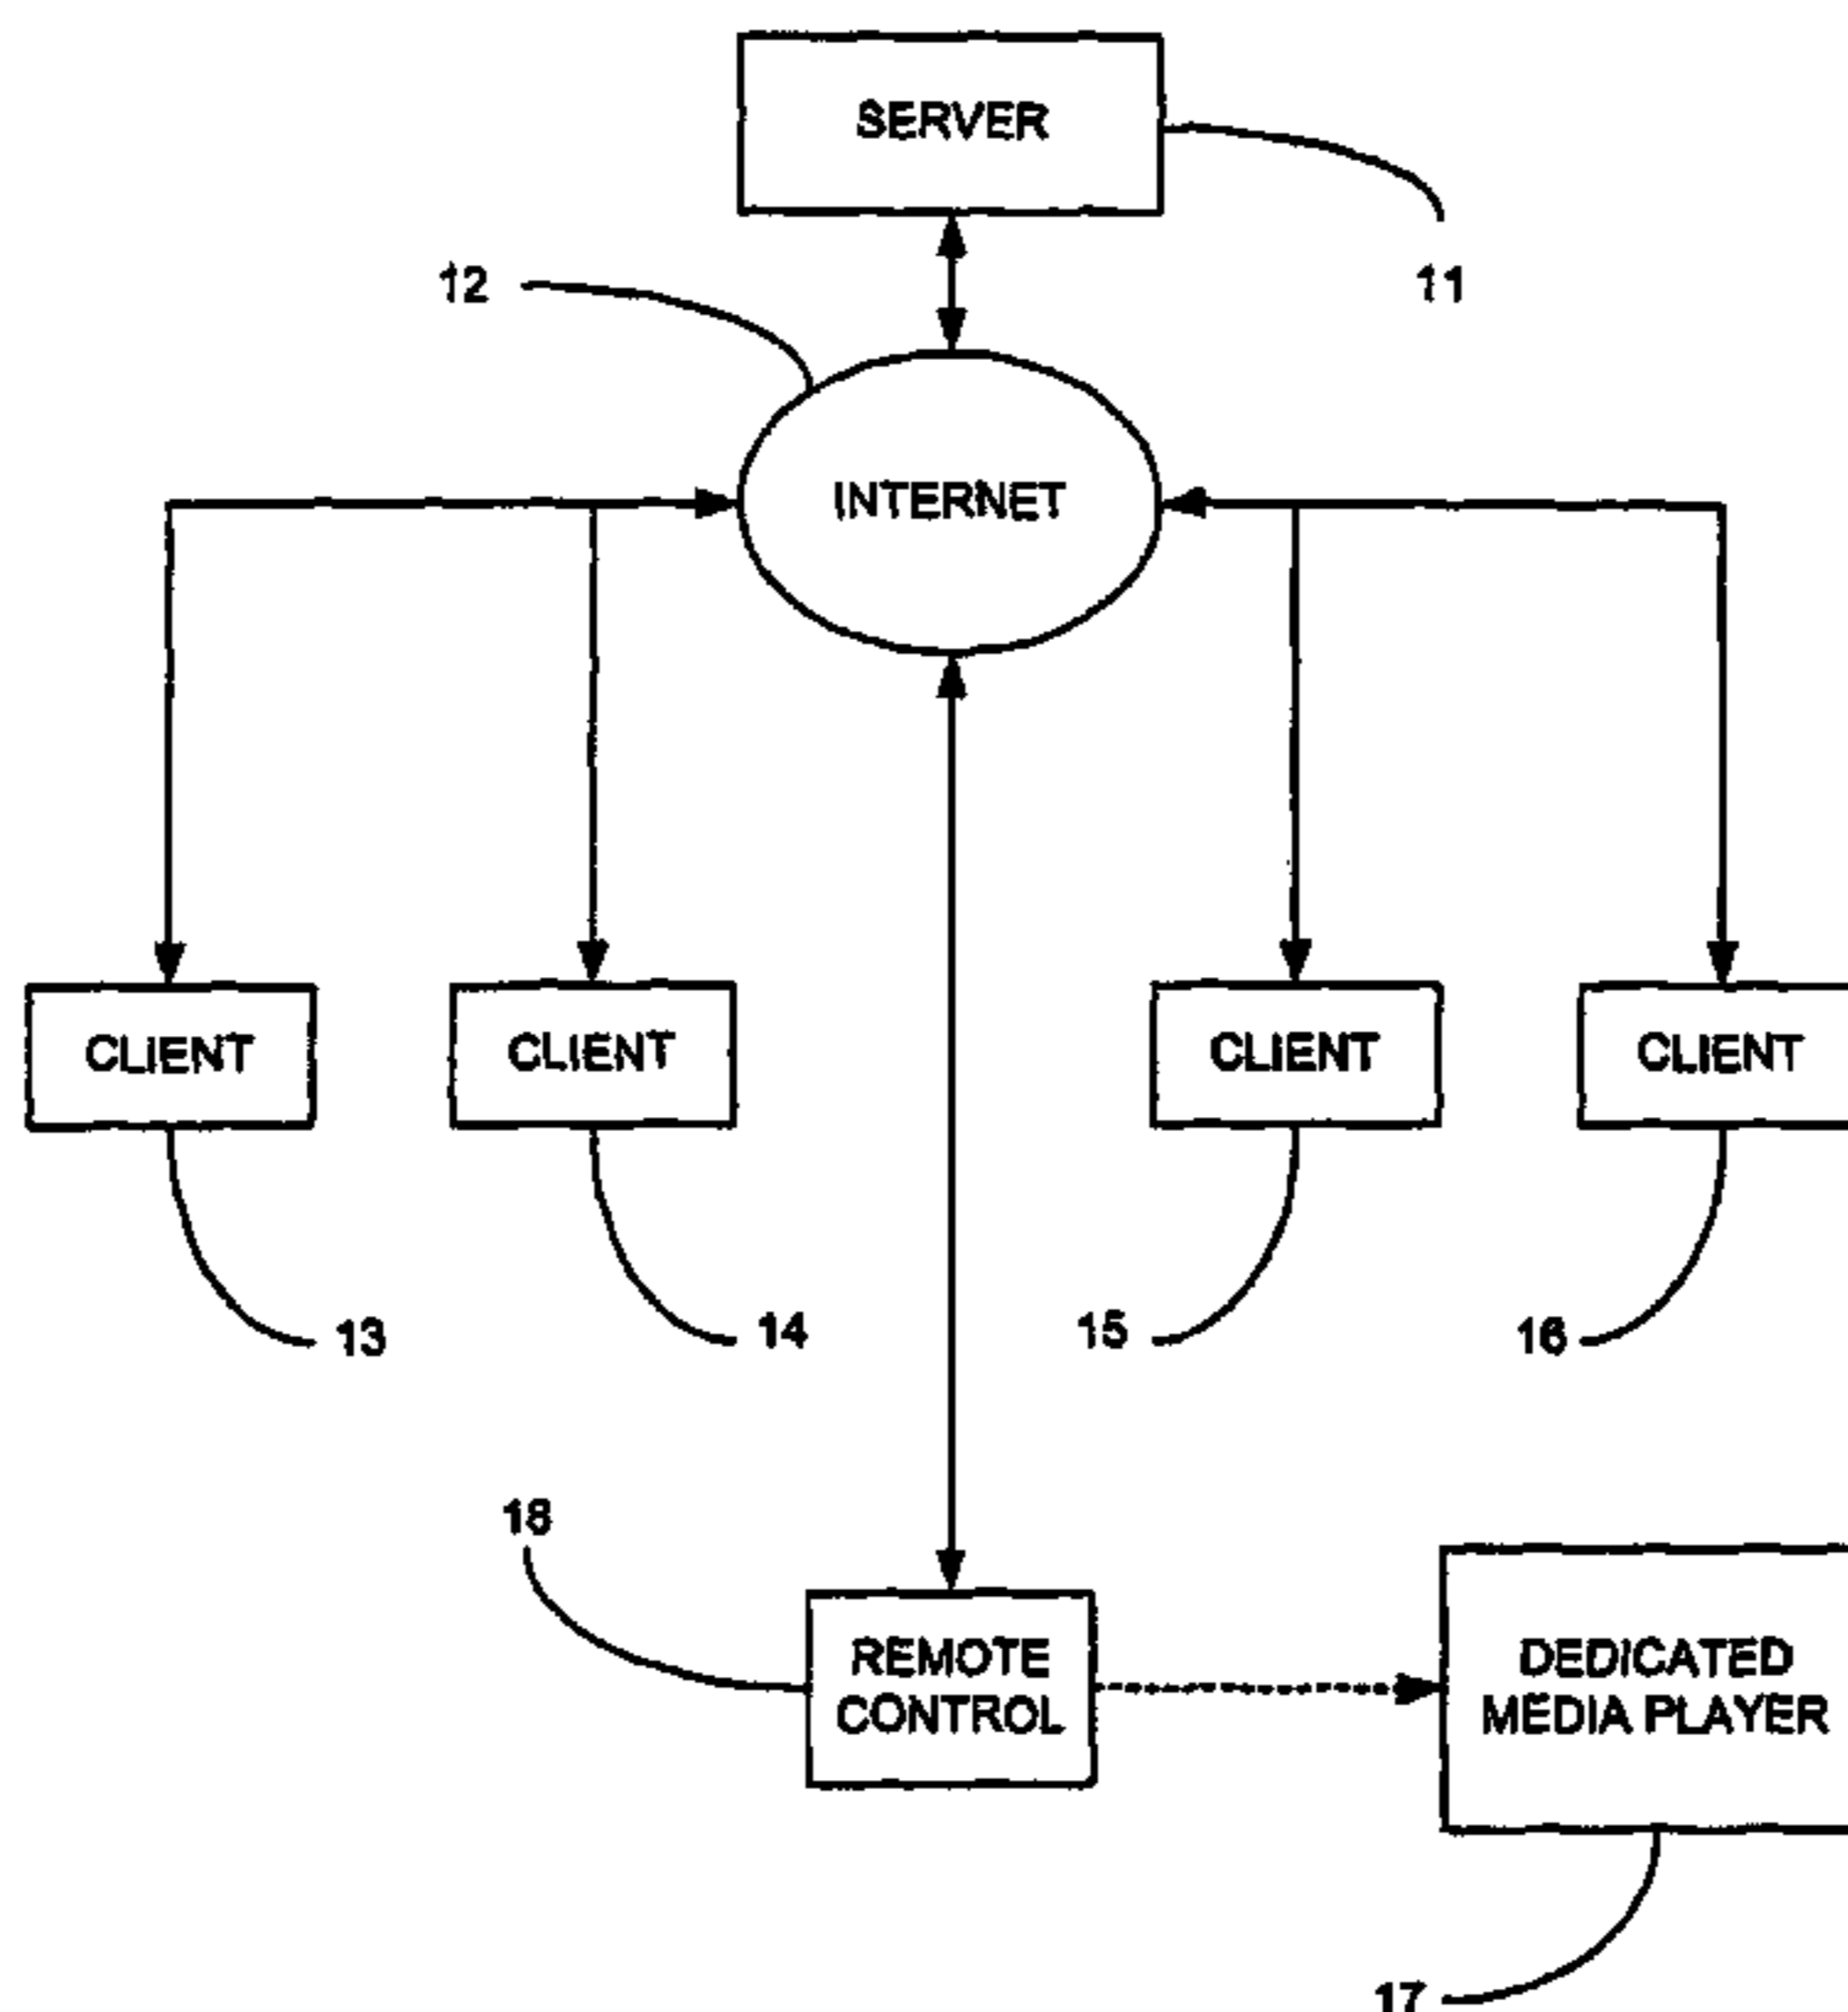 SERVER
12
11
INTERNET
CLIENT
CLIENT
CLIENT
CLIENT
13
14
15
16
18
REMOTE
CONTROL
DEDICATED
MEDIA PLAYER
17